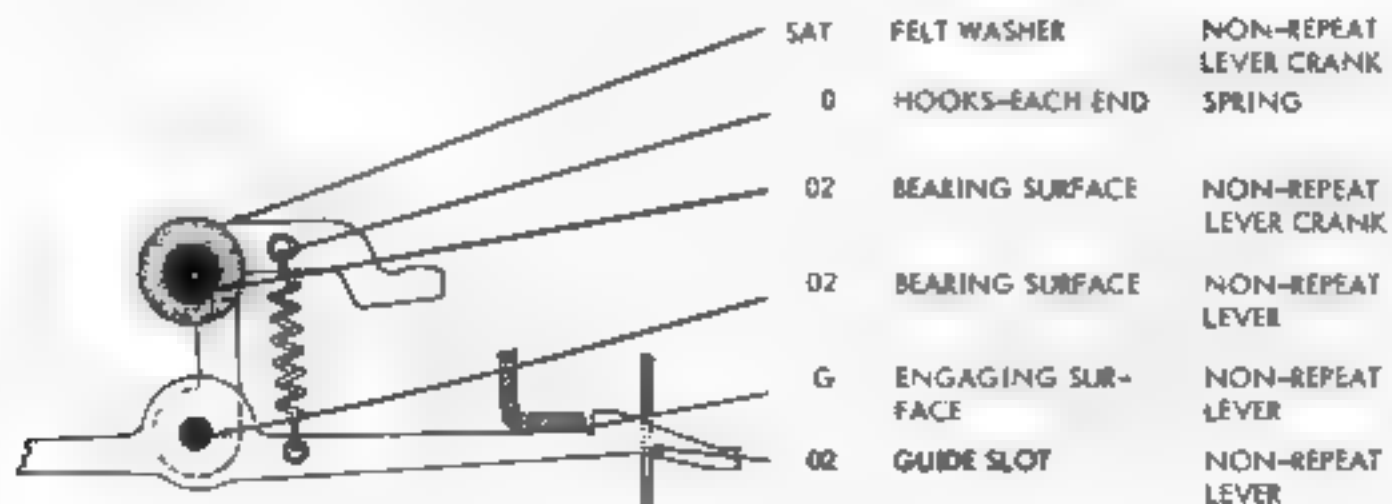 SAT FELT WASHER NON-REPEAT
LEVER CRANK
0 HOOKS-EACH END SPRING
02 BEARING SURFACE NON-REPEAT
LEVER CRANK
02 BEARING SURFACE NON-REPEAT
LEVER
G ENGAGING SUR- NON-REPEAT
FACE LEVER
02 GUIDE SLOT NON-REPEAT
LEVER